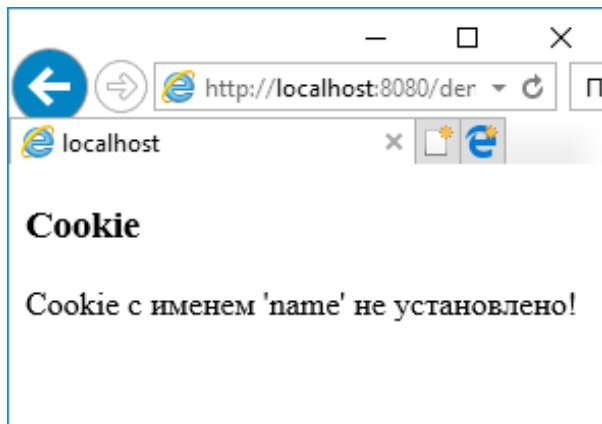 http://localhost:8080/der
П
localhost
Cookie
Cookie с именем 'name' не установлено!